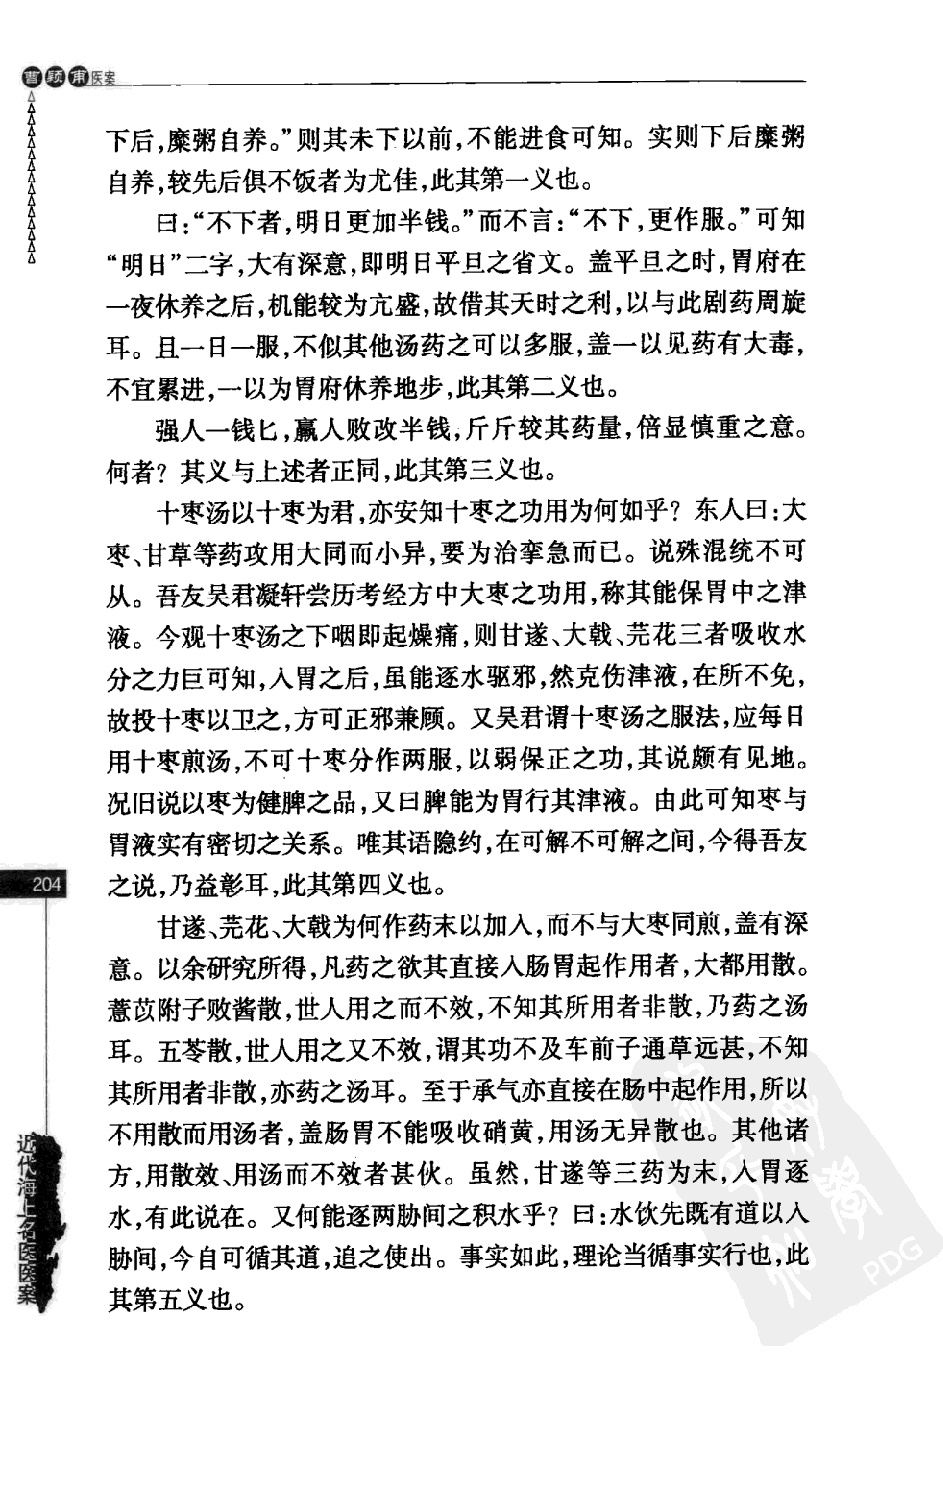 曹颖甫医案
下后，糜粥自养。”则其未下以前，不能进食可知。实则下后糜粥
自养，较先后俱不饭者为尤佳，此其第一义也。
曰：“不下者，明日更加半钱。”而不言：“不下，更作服。”可知
“明日”二字，大有深意，即明日平旦之省文。盖平旦之时，胃府在
一夜休养之后，机能较为亢盛，故借其天时之利，以与此剧药周旋
耳。且一日一服，不似其他汤药之可以多服，盖一以见药有大毒，
不宜累进，一以为胃府休养地步，此其第二义也。
强人一钱匕，羸人败改半钱，斤斤较其药量，倍显慎重之意。
何者？其义与上述者正同，此其第三义也。
十枣汤以十枣为君，亦安知十枣之功用为何如乎？东人曰：大
枣、甘草等药攻用大同而小异，要为治挛急而已。说殊混统不可
从。吾友吴君凝轩尝历考经方中大枣之功用，称其能保胃中之津
液。今观十枣汤之下咽即起燥痛，则甘遂、大戟、芫花三者吸收水
分之力巨可知，入胃之后，虽能逐水驱邪，然克伤津液，在所不免，
故投十枣以卫之，方可正邪兼顾。又吴君谓十枣汤之服法，应每日
用十枣煎汤，不可十枣分作两服，以弱保正之功，其说颇有见地。
况旧说以枣为健脾之品，又曰脾能为胃行其津液。由此可知枣与
胃液实有密切之关系。唯其语隐约，在可解不可解之间，今得吾友
之说，乃益彰耳，此其第四义也。
甘遂、芫花、大戟为何作药末以加入，而不与大枣同煎，盖有深
意。以余研究所得，凡药之欲其直接入肠胃起作用者，大都用散。
薏苡附子败酱散，世人用之而不效，不知其所用者非散，乃药之汤
耳。五苓散，世人用之又不效，谓其功不及车前子通草远甚，不知
其所用者非散，亦药之汤耳。至于承气亦直接在肠中起作用，所以
不用散而用汤者，盖肠胃不能吸收硝黄，用汤无异散也。其他诸
方，用散效、用汤而不效者甚伙。虽然，甘遂等三药为末，入胃逐
水，有此说在。又何能逐两胁间之积水乎？曰：水饮先既有道以入
胁间，今自可循其道，追之使出。事实如此，理论当循事实行也，此
其第五义也。
204
近代海上名医医案
PDG